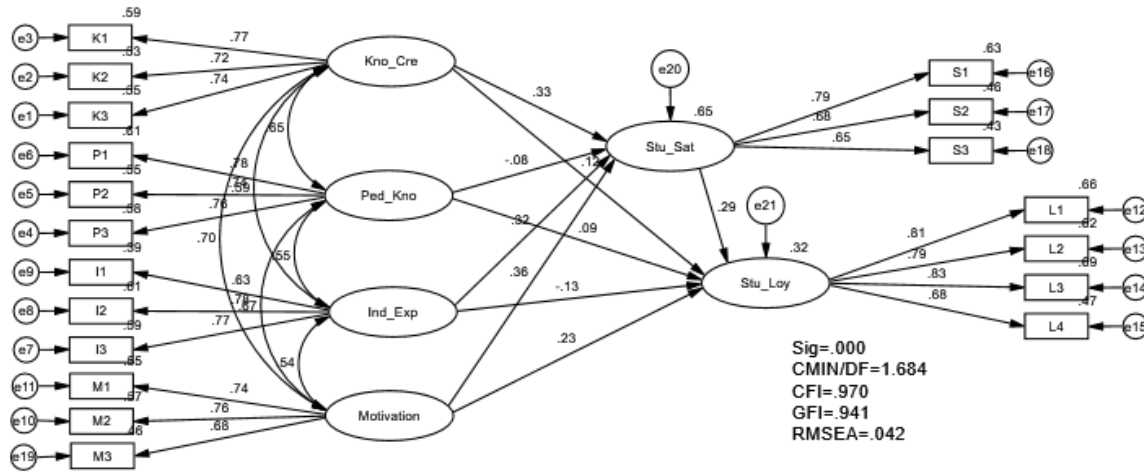 .59
e3 K1 .77 Kno_Cre
.53
e2 K2 .72
.55
e1 K3 .74
.61
e6 P1 .78
.55
e5 P2 Ped_Kno
.58
e4 P3 .76
.39
e9 I1 .63
.61
e8 I2 Ind_Exp
.59
e7 I3 .77
.55
e11 M1 .74
.57
e10 M2 .76 Motivation
.46
e19 M3 .68
.65
.59
.70
.55
.54
.33
-.08
.12
.32
.09
.36
-.13
.23
e20
.65
Stu_Sat
.29
e21
.32
Stu_Loy
.63
.79 S1 e16
.46
.68 S2 e17
.43
.65 S3 e18
.66
.81 L1 e12
.62
.79 L2 e13
.69
.83 L3 e14
.47
.68 L4 e15
Sig=.000
CMIN/DF=1.684
CFI=.970
GFI=.941
RMSEA=.042